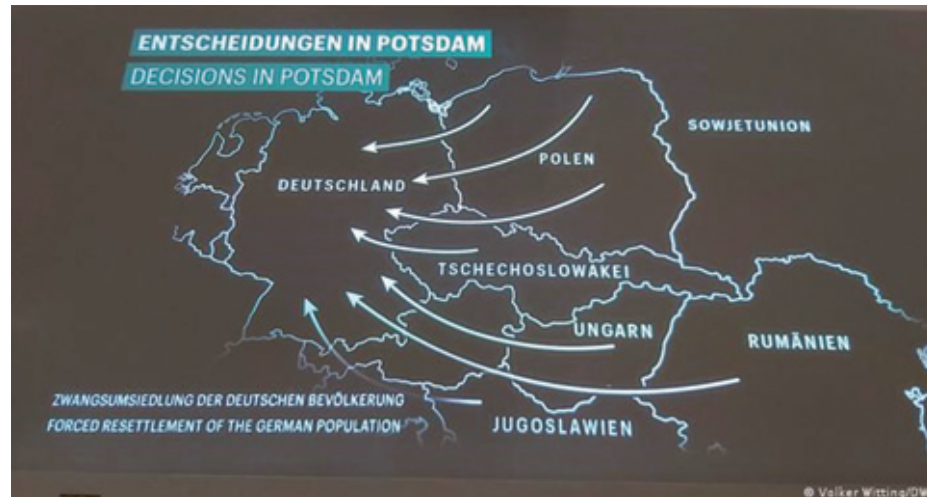 ENTSCHEIDUNGEN IN POTSDAM
DECISIONS IN POTSDAM
SOWJETUNION
POLEN
DEUTSCHLAND
TSCHECHOSLOWAKEI
UNGARN
RUMÄNIEN
ZWANGSUMSIEDLUNG DER DEUTSCHEN BEVÖLKERUNG
FORCED RESETTLEMENT OF THE GERMAN POPULATION
JUGOSLAWIEN
© Volker Witting/DW